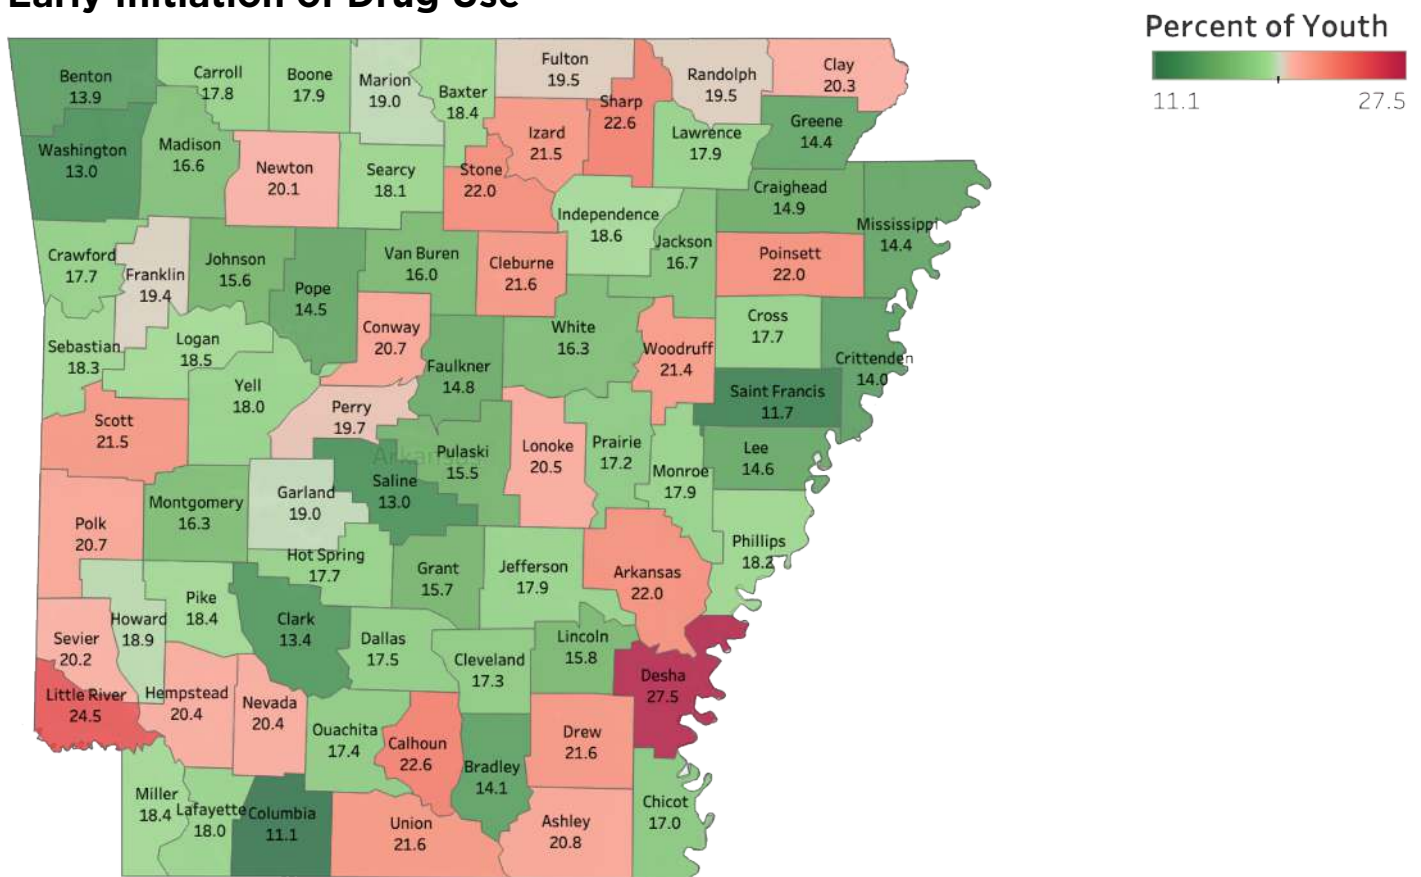 Early Initiation of Drug Use
Percent of Youth
11.1 27.5
Benton
13.9
Carroll
17.8
Boone
17.9
Marion
19.0
Baxter
18.4
Fulton
19.5
Sharp
22.6
Randolph
19.5
Clay
20.3
Greene
14.4
Washington
13.0
Madison
16.6
Newton
20.1
Searcy
18.1
Stone
22.0
Izard
21.5
Lawrence
17.9
Independence
18.6
Jackson
16.7
Craighead
14.9
Mississippi
14.4
Crawford
17.7
Franklin
19.4
Johnson
15.6
Pope
14.5
Van Buren
16.0
Cleburne
21.6
Poinsett
22.0
Sebastian
18.3
Logan
18.5
Yell
18.0
Conway
20.7
Faulkner
14.8
White
16.3
Woodruff
21.4
Cross
17.7
Crittenden
14.0
Saint Francis
11.7
Scott
21.5
Perry
19.7
Arkansas
Saline
13.0
Pulaski
15.5
Lonoke
20.5
Prairie
17.2
Monroe
17.9
Lee
14.6
Polk
20.7
Montgomery
16.3
Garland
19.0
Hot Spring
17.7
Grant
15.7
Jefferson
17.9
Arkansas
22.0
Phillips
18.2
Howard
18.9
Pike
18.4
Clark
13.4
Dallas
17.5
Cleveland
17.3
Lincoln
15.8
Desha
27.5
Sevier
20.2
Little River
24.5
Hempstead
20.4
Nevada
20.4
Ouachita
17.4
Calhoun
22.6
Bradley
14.1
Drew
21.6
Miller
18.4
Lafayette
18.0
Columbia
11.1
Union
21.6
Ashley
20.8
Chicot
17.0